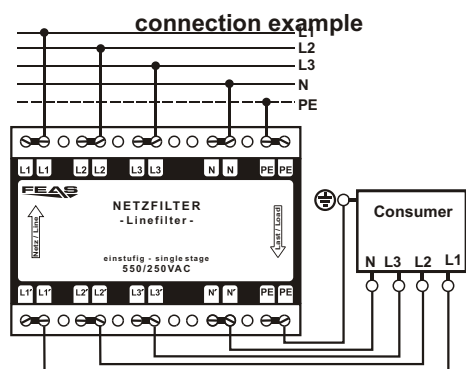 connection example
L1
L2
L3
N
PE
L1 L1 L2 L2 L3 L3 N N PE PE
FEAS
NETZFILTER
-Linefilter-
Netz / Line
Last / Load
einstufig - single stage
550/250VAC
L1' L1' L2' L2' L3' L3' N' N' PE PE
Consumer
N L3 L2 L1